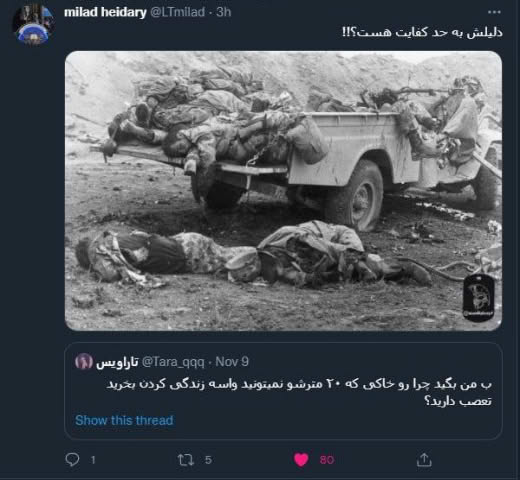 milad heidary @LTmilad · 3h
دلیلش به حد کفایت هست؟!!
تاراویس @Tara_qqq · Nov 9
ب من بگید چرا رو خاکی که ۲۰ مترشو نمیتونید واسه زندگی کردن بخرید
تعصب دارید؟
Show this thread
1 5 80